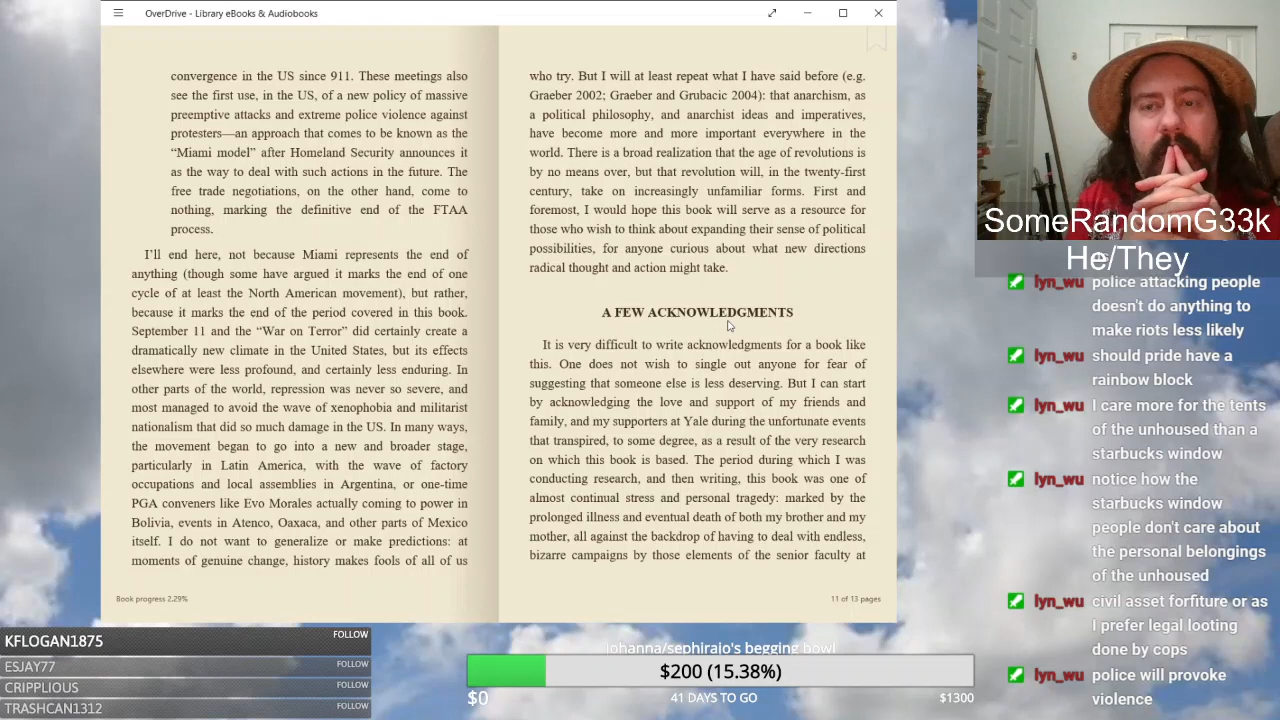 OverDrive - Library eBooks & Audiobooks
convergence in the US since 911. These meetings also
see the first use, in the US, of a new policy of massive
preemptive attacks and extreme police violence against
protesters—an approach that comes to be known as the
“Miami model” after Homeland Security announces it
as the way to deal with such actions in the future. The
free trade negotiations, on the other hand, come to
nothing, marking the definitive end of the FTAA
process.
I’ll end here, not because Miami represents the end of
anything (though some have argued it marks the end of one
cycle of at least the North American movement), but rather,
because it marks the end of the period covered in this book.
September 11 and the “War on Terror” did certainly create a
dramatically new climate in the United States, but its effects
elsewhere were less profound, and certainly less enduring. In
other parts of the world, repression was never so severe, and
most managed to avoid the wave of xenophobia and militarist
nationalism that did so much damage in the US. In many ways,
the movement began to go into a new and broader stage,
particularly in Latin America, with the wave of factory
occupations and local assemblies in Argentina, or one-time
PGA conveners like Evo Morales actually coming to power in
Bolivia, events in Atenco, Oaxaca, and other parts of Mexico
itself. I do not want to generalize or make predictions: at
moments of genuine change, history makes fools of all of us
Book progress 2.29%
who try. But I will at least repeat what I have said before (e.g.
Graeber 2002; Graeber and Grubacic 2004): that anarchism, as
a political philosophy, and anarchist ideas and imperatives,
have become more and more important everywhere in the
world. There is a broad realization that the age of revolutions is
by no means over, but that revolution will, in the twenty-first
century, take on increasingly unfamiliar forms. First and
foremost, I would hope this book will serve as a resource for
those who wish to think about expanding their sense of political
possibilities, for anyone curious about what new directions
radical thought and action might take.
A FEW ACKNOWLEDGMENTS
It is very difficult to write acknowledgments for a book like
this. One does not wish to single out anyone for fear of
suggesting that someone else is less deserving. But I can start
by acknowledging the love and support of my friends and
family, and my supporters at Yale during the unfortunate events
that transpired, to some degree, as a result of the very research
on which this book is based. The period during which I was
conducting research, and then writing, this book was one of
almost continual stress and personal tragedy: marked by the
prolonged illness and eventual death of both my brother and my
mother, all against the backdrop of having to deal with endless,
bizarre campaigns by those elements of the senior faculty at
11 of 13 pages
SomeRandomG33k
He/They
lyn_wu police attacking people
doesn't do anything to
make riots less likely
lyn_wu should pride have a
rainbow block
lyn_wu I care more for the tents
of the unhoused than a
starbucks window
lyn_wu notice how the
starbucks window
people don't care about
the personal belongings
of the unhoused
lyn_wu civil asset forfiture or as
I prefer legal looting
done by cops
lyn_wu police will provoke
violence
KFLOGAN1875 FOLLOW
ESJAY77 FOLLOW
CRIPPLIOUS FOLLOW
TRASHCAN1312 FOLLOW
Johanna/sephirajo's begging bowl
$200 (15.38%)
$0 41 DAYS TO GO $1300